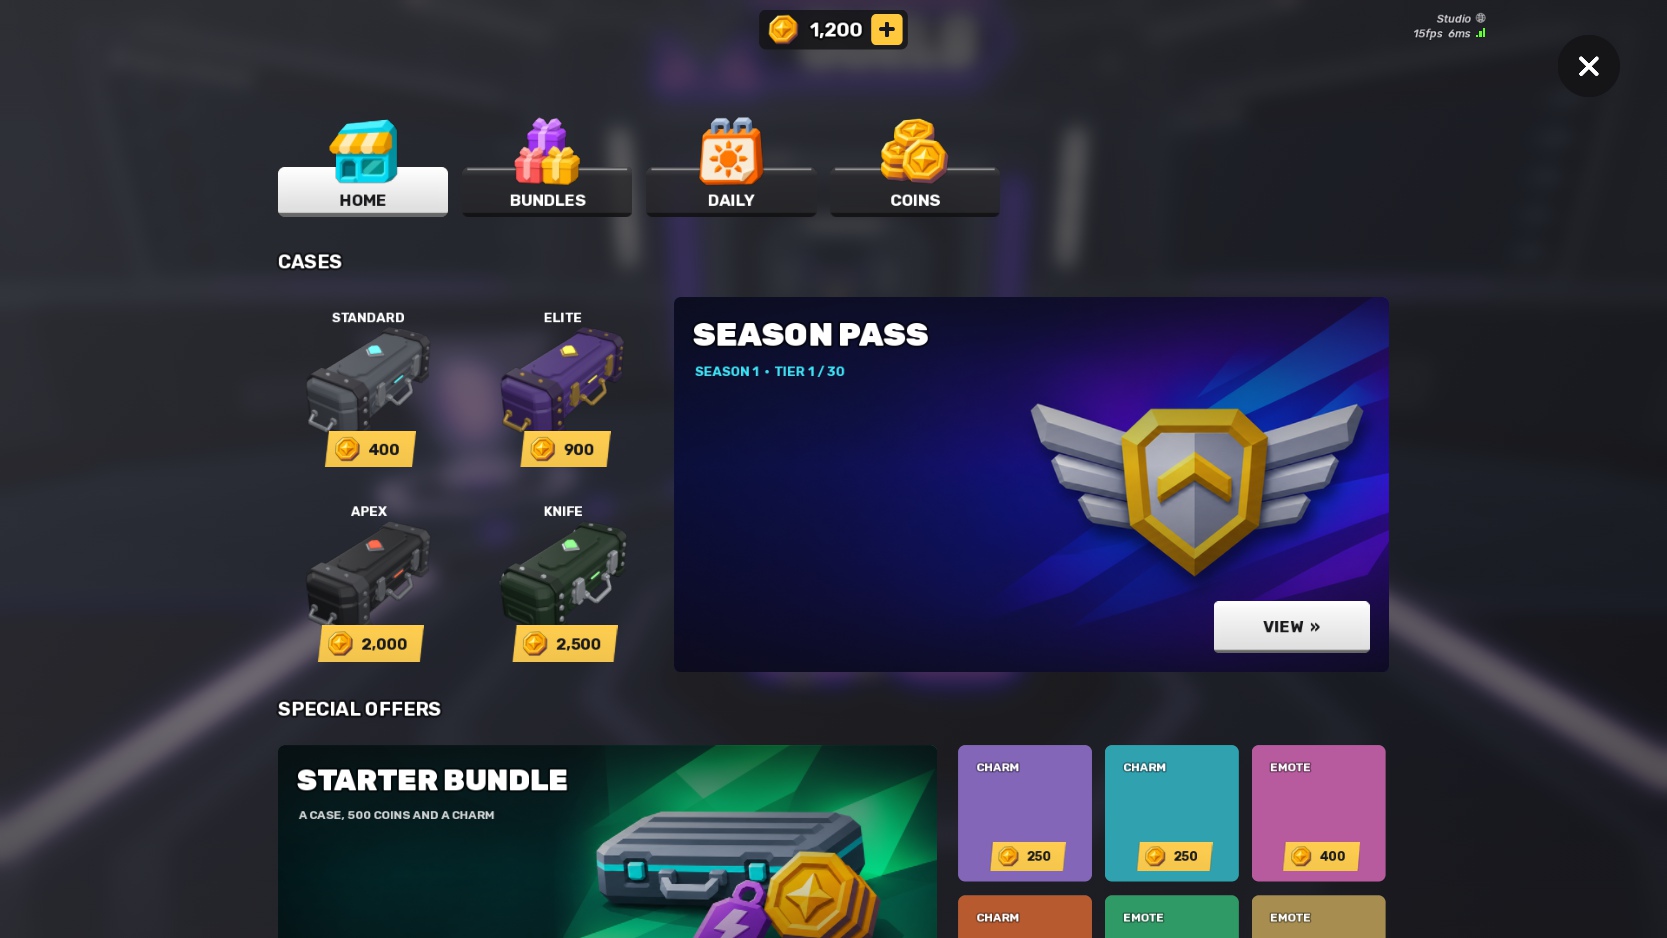 1,200 +
Studio
15fps 6ms
HOME
BUNDLES
DAILY
COINS
CASES
STANDARD
ELITE
400
900
APEX
KNIFE
2,000
2,500
SEASON PASS
SEASON 1 • TIER 1 / 30
VIEW »
SPECIAL OFFERS
STARTER BUNDLE
A CASE, 500 COINS AND A CHARM
CHARM
CHARM
EMOTE
250
250
400
CHARM
EMOTE
EMOTE